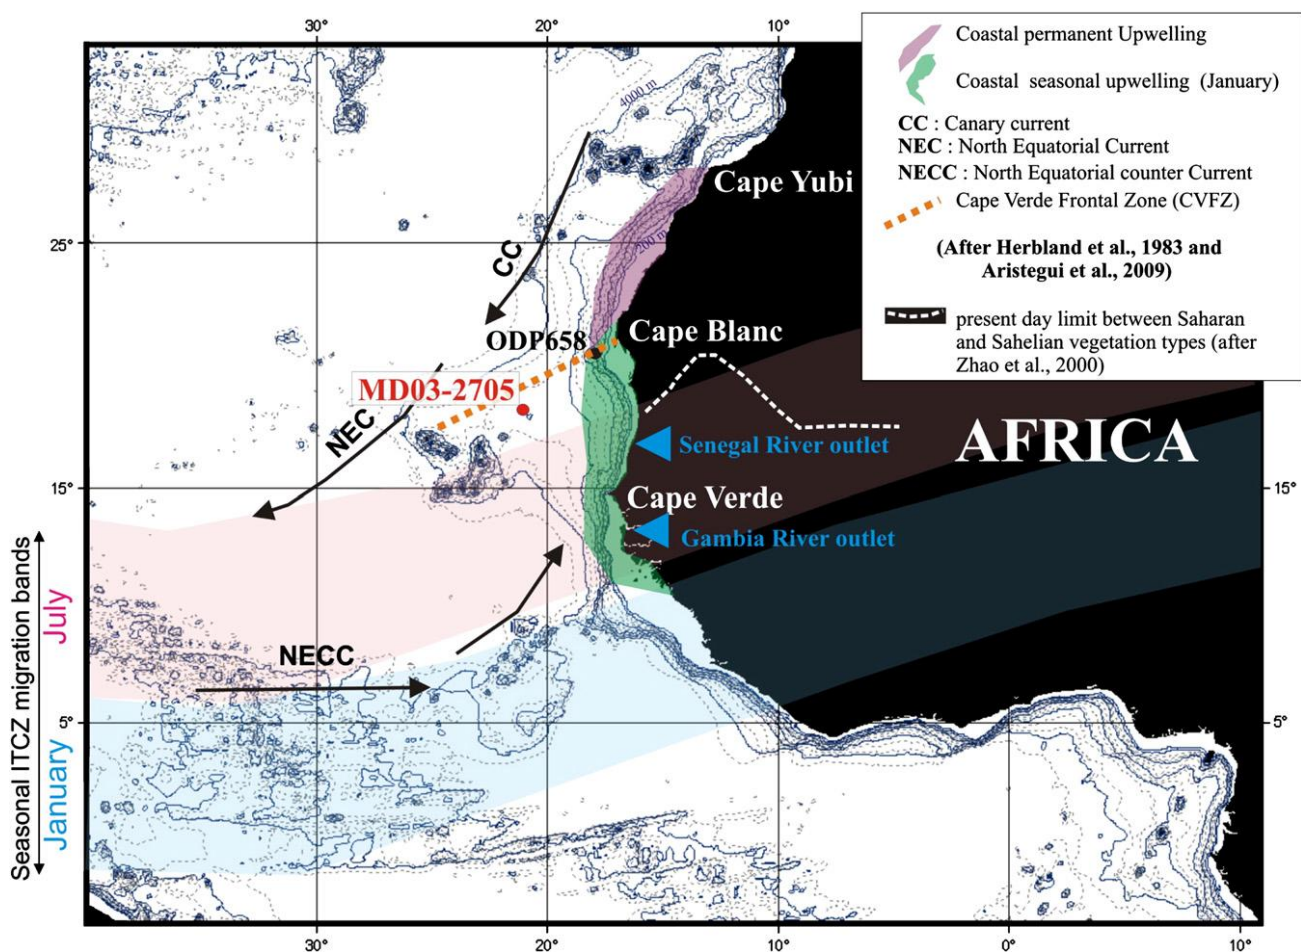 30°
20°
10°
Coastal permanent Upwelling
Coastal seasonal upwelling (January)
CC : Canary current
NEC : North Equatorial Current
NECC : North Equatorial counter Current
Cape Verde Frontal Zone (CVFZ)
(After Herbland et al., 1983 and
Aristegui et al., 2009)
present day limit between Saharan
and Sahelian vegetation types (after
Zhao et al., 2000)
4000 m
Cape Yubi
25°
200 m
CC
ODP658
Cape Blanc
MD03-2705
NEC
AFRICA
Senegal River outlet
15°
15°
Cape Verde
Gambia River outlet
Seasonal ITCZ migration bands
July
January
NECC
5°
5°
30°
20°
10°
0°
10°